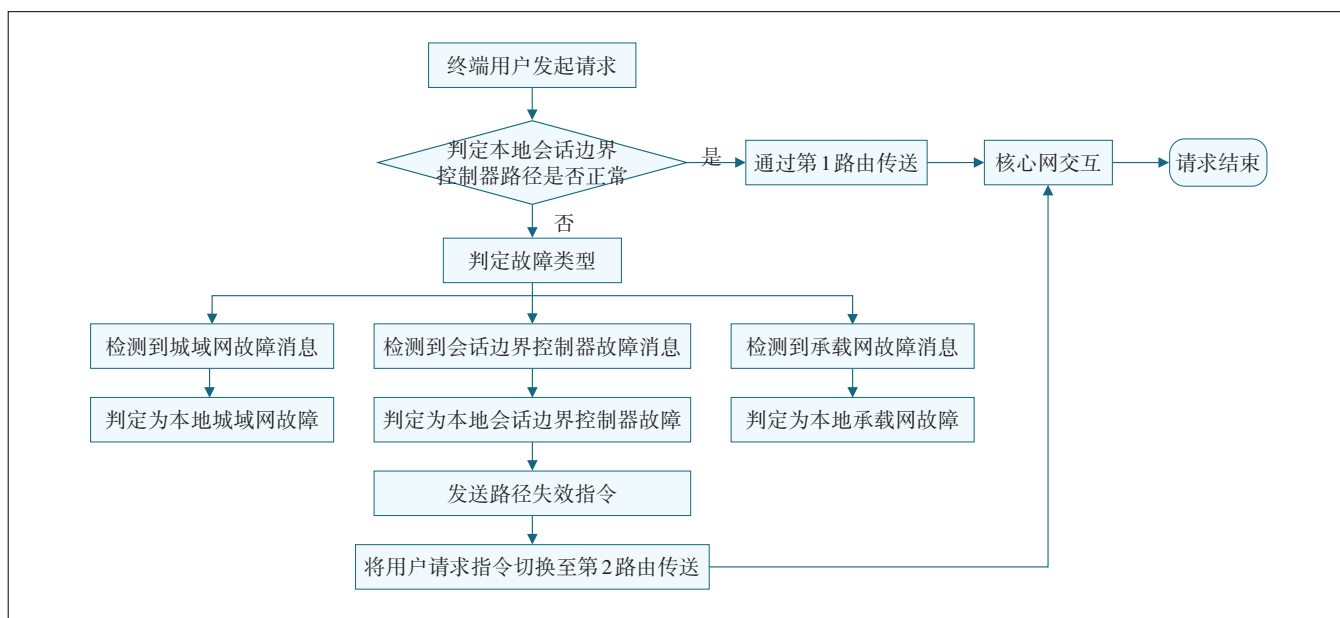 终端用户发起请求
判定本地会话边界
控制器路径是否正常
是
通过第1路由传送
核心网交互
请求结束
否
判定故障类型
检测到城域网故障消息
检测到会话边界控制器故障消息
检测到承载网故障消息
判定为本地城域网故障
判定为本地会话边界控制器故障
判定为本地承载网故障
发送路径失效指令
将用户请求指令切换至第2路由传送